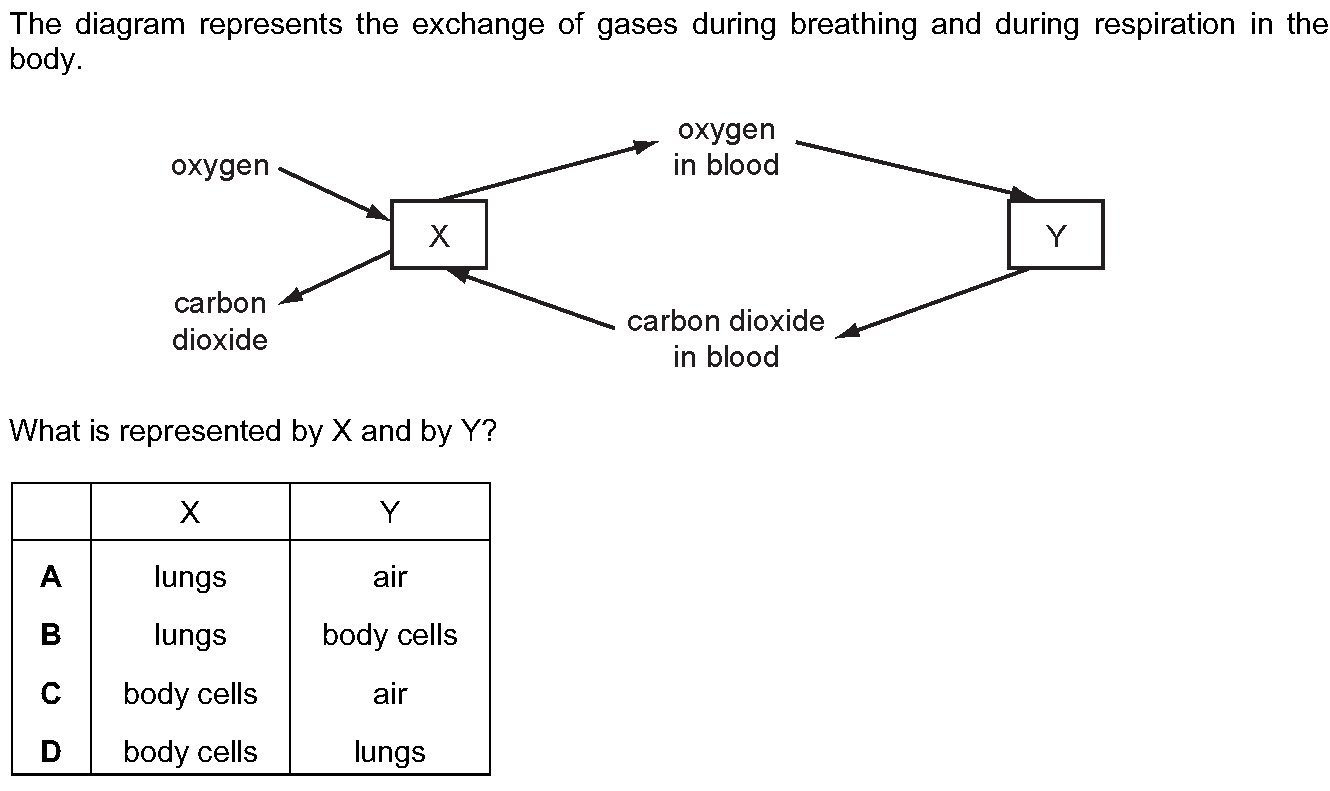 The diagram represents the exchange of gases during breathing and during respiration in the
body.
oxygen
in blood
oxygen
X
Y
carbon
dioxide
carbon dioxide
in blood
What is represented by X and by Y?
X Y
A lungs air
B lungs body cells
C body cells air
D body cells lungs